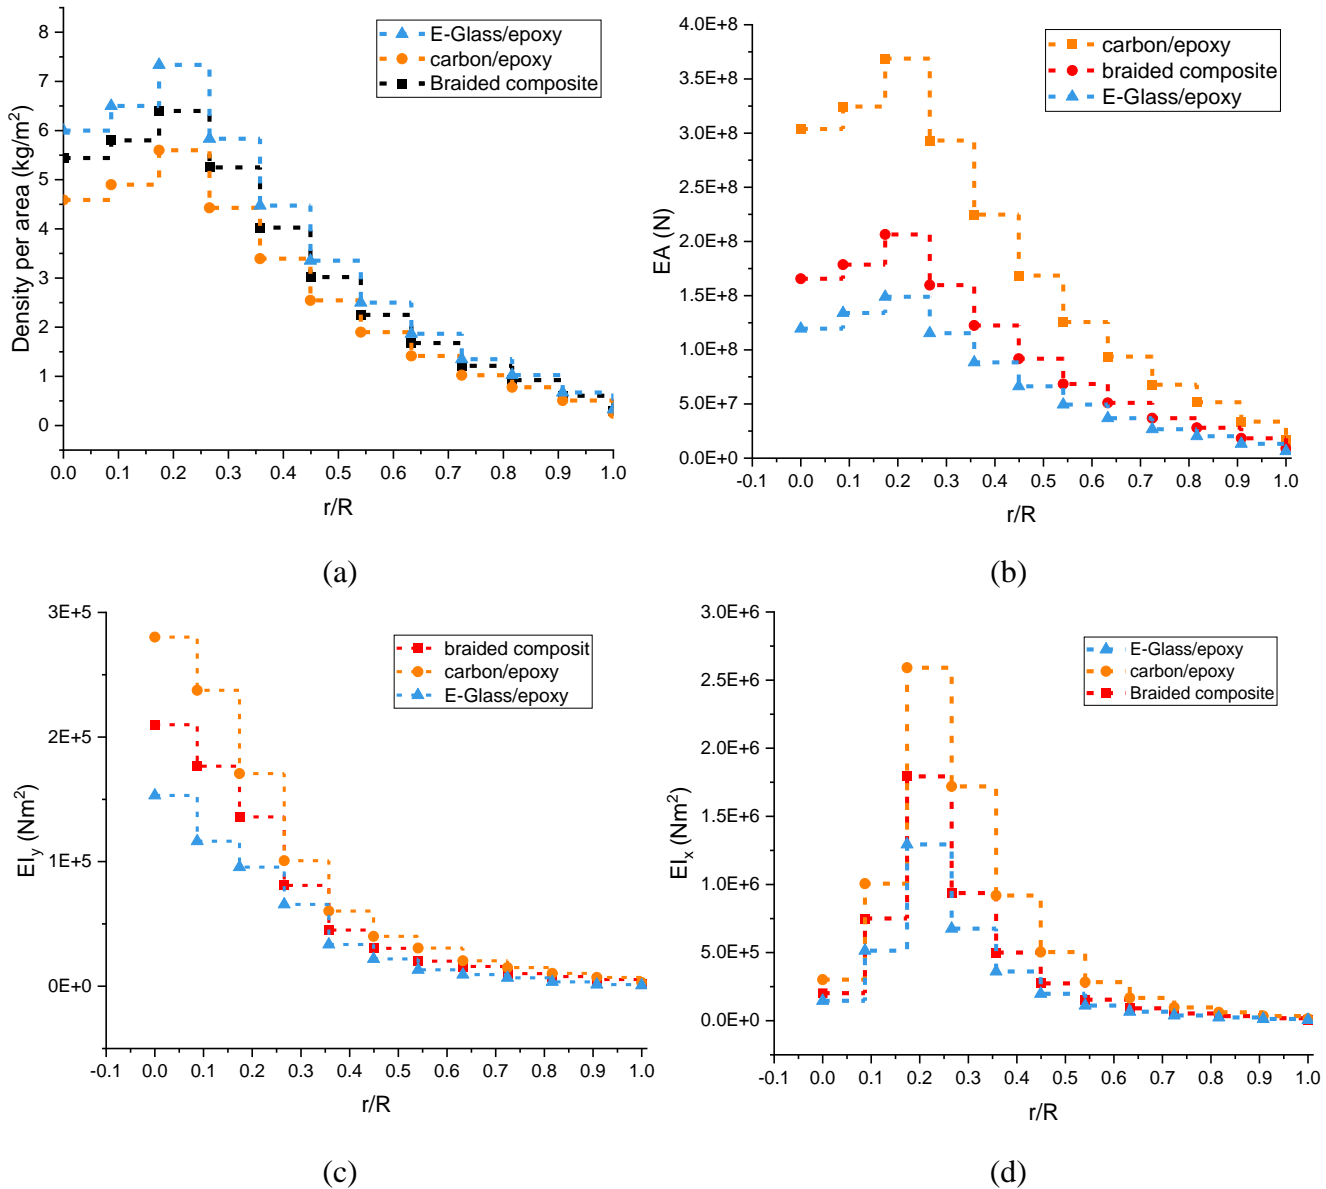 8
7
6
5
4
3
2
1
0
Density per area (kg/m²)
E-Glass/epoxy
carbon/epoxy
Braided composite
0.0 0.1 0.2 0.3 0.4 0.5 0.6 0.7 0.8 0.9 1.0
r/R
(a)
4.0E+8
3.5E+8
3.0E+8
2.5E+8
2.0E+8
1.5E+8
1.0E+8
5.0E+7
0.0E+0
EA (N)
carbon/epoxy
braided composite
E-Glass/epoxy
-0.1 0.0 0.1 0.2 0.3 0.4 0.5 0.6 0.7 0.8 0.9 1.0
r/R
(b)
3E+5
2E+5
1E+5
0E+0
EIy (Nm²)
braided composit
carbon/epoxy
E-Glass/epoxy
-0.1 0.0 0.1 0.2 0.3 0.4 0.5 0.6 0.7 0.8 0.9 1.0
r/R
(c)
3.0E+6
2.5E+6
2.0E+6
1.5E+6
1.0E+6
5.0E+5
0.0E+0
EIx (Nm²)
E-Glass/epoxy
carbon/epoxy
Braided composite
-0.1 0.0 0.1 0.2 0.3 0.4 0.5 0.6 0.7 0.8 0.9 1.0
r/R
(d)